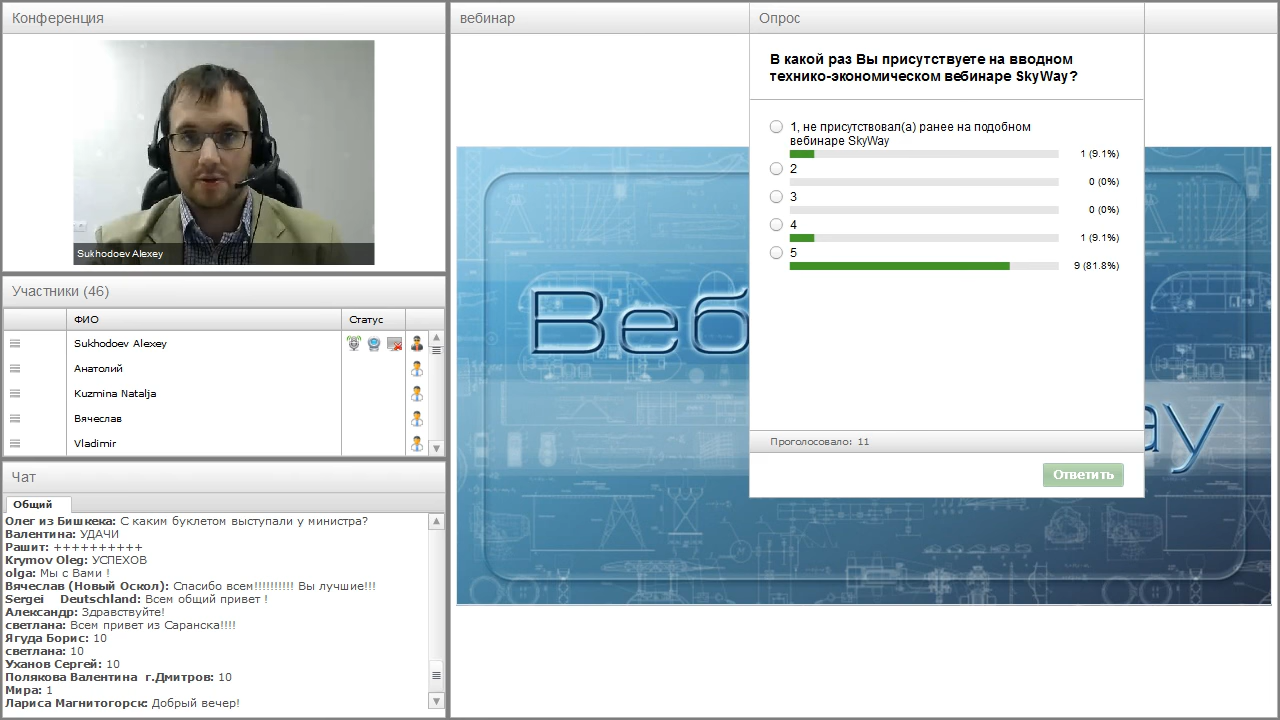 Конференция
Sukhodoev Alexey
Участники (46)
ФИО
Статус
Sukhodoev Alexey
Анатолий
Kuzmina Natalja
Вячеслав
Vladimir
Чат
Общий
Олег из Бишкека: С каким буклетом выступали у министра?
Валентина: УДАЧИ
Рашит: ++++++++++
Krymov Oleg: УСПЕХОВ
olga: Мы с Вами !
Вячеслав (Новый Оскол): Спасибо всем!!!!!!!!!! Вы лучшие!!!
Sergei Deutschland: Всем общий привет !
Александр: Здравствуйте!
светлана: Всем привет из Саранска!!!!
Ягуда Борис: 10
светлана: 10
Уханов Сергей: 10
Полякова Валентина г.Дмитров: 10
Мира: 1
Лариса Магнитогорск: Добрый вечер!
вебинар
Веб
ay
Опрос
В какой раз Вы присутствуете на вводном
технико-экономическом вебинаре SkyWay?
1, не присутствовал(а) ранее на подобном
вебинаре SkyWay
1 (9.1%)
2
0 (0%)
3
0 (0%)
4
1 (9.1%)
5
9 (81.8%)
Проголосовало: 11
Ответить